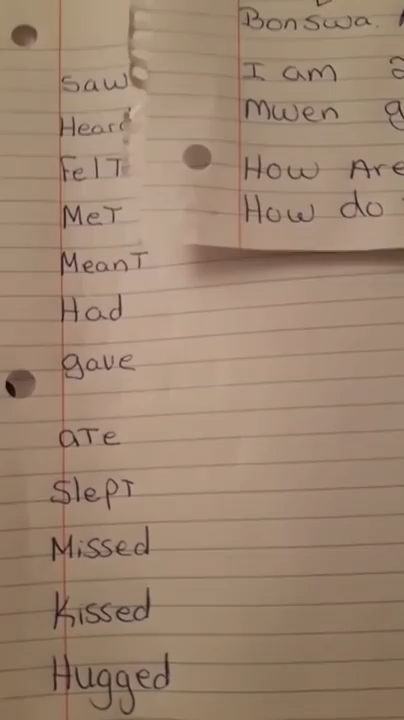 Saw
Heard
FelT
MeT
MeanT
Had
gave
aTe
SlepT
Missed
Kissed
Hugged
Bonswa.
I am
Mwen
How Are
How do